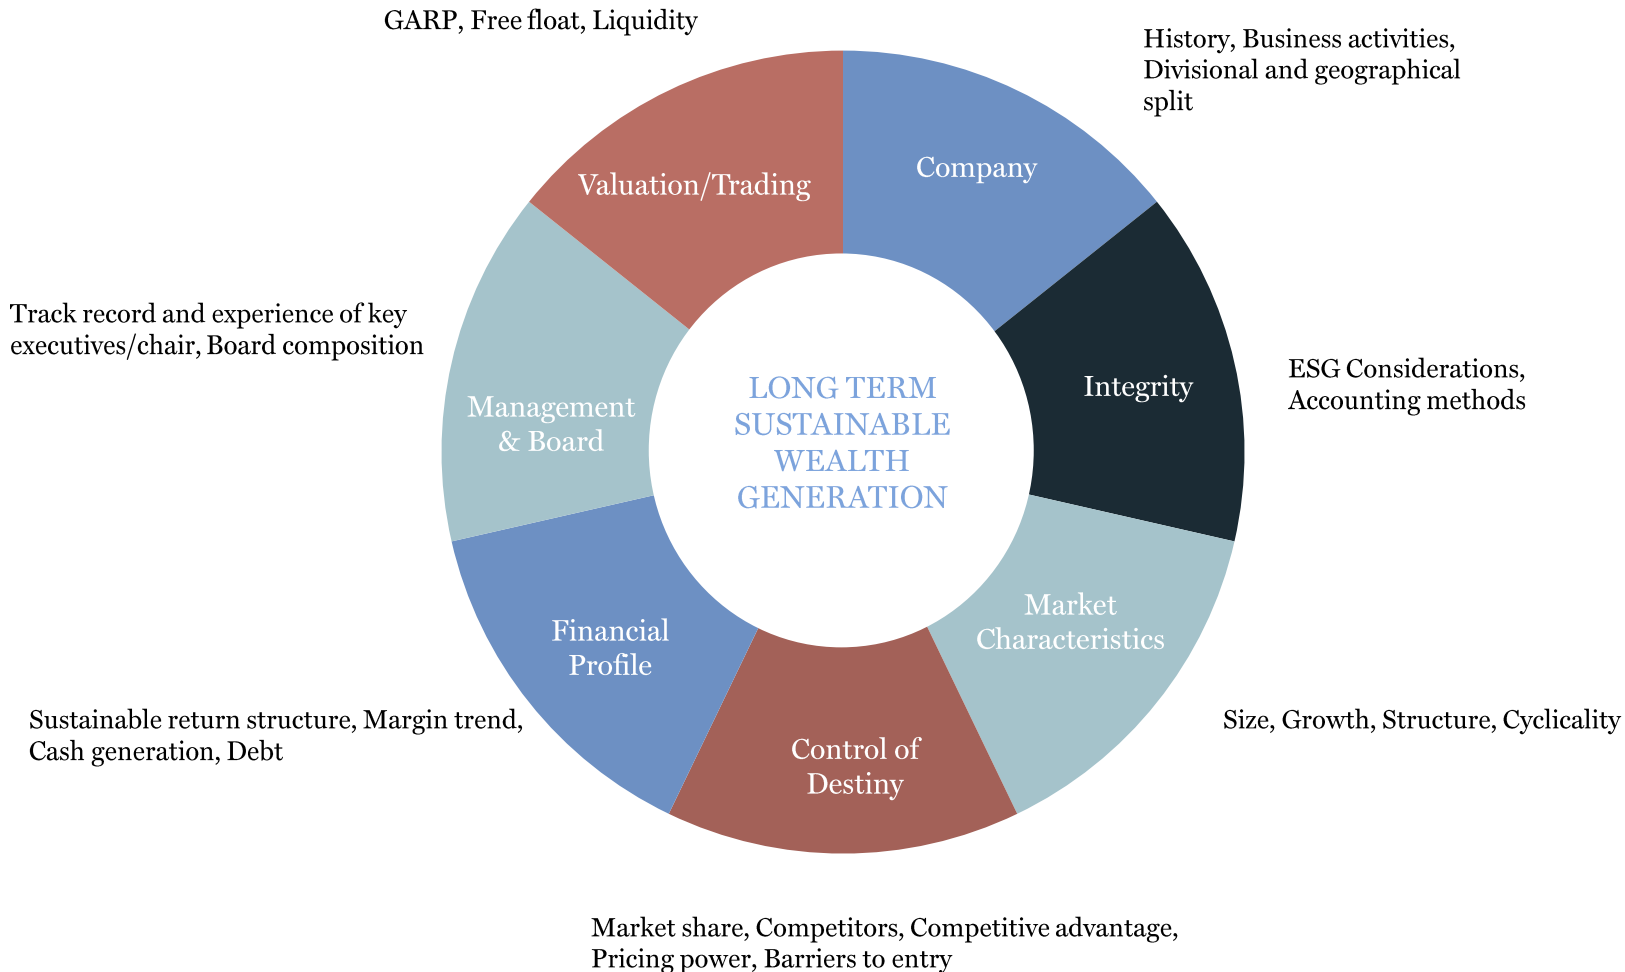 GARP, Free float, Liquidity
History, Business activities,
Divisional and geographical
split
Company
Valuation/Trading
Track record and experience of key
executives/chair, Board composition
ESG Considerations,
Accounting methods
Integrity
LONG TERM
SUSTAINABLE
WEALTH
GENERATION
Management
& Board
Market
Characteristics
Financial
Profile
Sustainable return structure, Margin trend,
Cash generation, Debt
Size, Growth, Structure, Cyclicality
Control of
Destiny
Market share, Competitors, Competitive advantage,
Pricing power, Barriers to entry